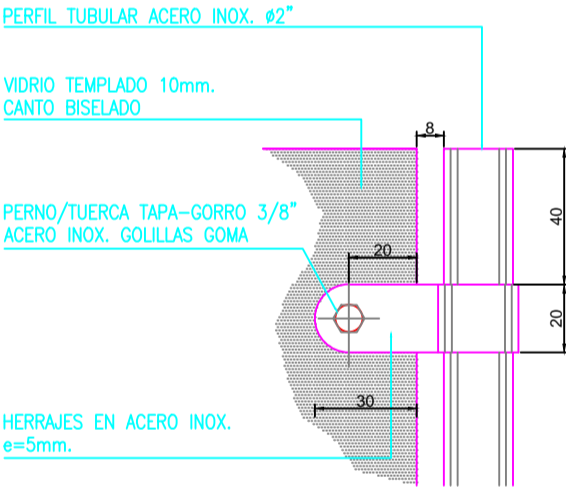 PERFIL TUBULAR ACERO INOX. ø2”
VIDRIO TEMPLADO 10mm.
CANTO BISELADO
8
40
PERNO/TUERCA TAPA-GORRO 3/8”
ACERO INOX. GOLILLAS GOMA
20
20
30
HERRAJES EN ACERO INOX.
e=5mm.